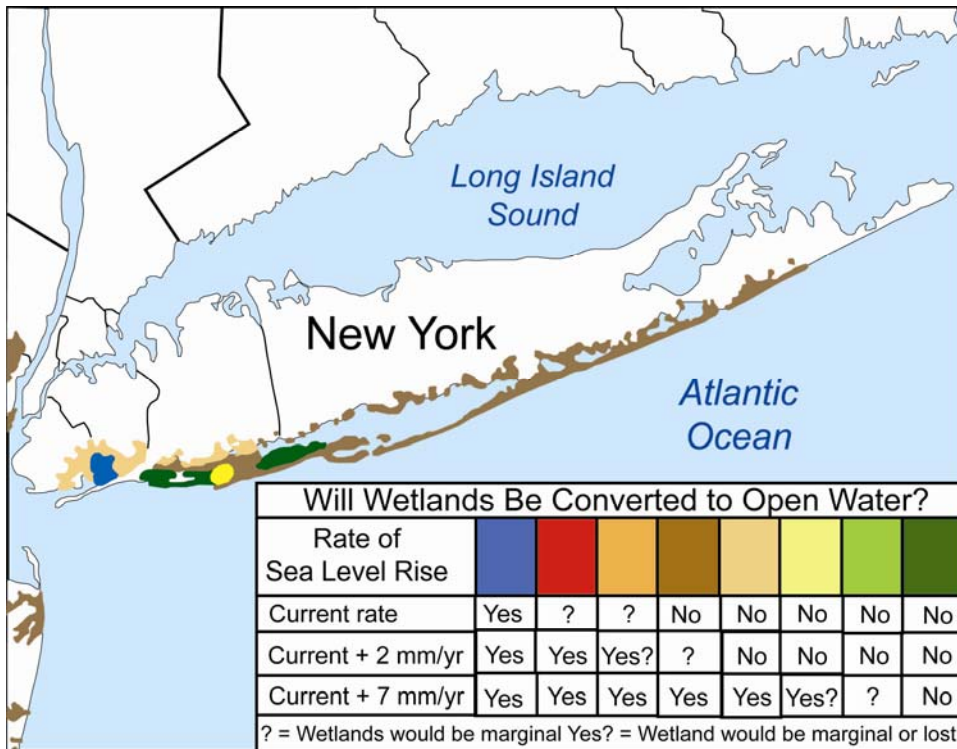 Long Island
Sound
New York
Atlantic
Ocean
Will Wetlands Be Converted to Open Water?
Rate of
Sea Level Rise
Current rate Yes ? ? No No No No No
Current + 2 mm/yr Yes Yes Yes? ? No No No No
Current + 7 mm/yr Yes Yes Yes Yes Yes Yes? ? No
? = Wetlands would be marginal Yes? = Wetland would be marginal or lost